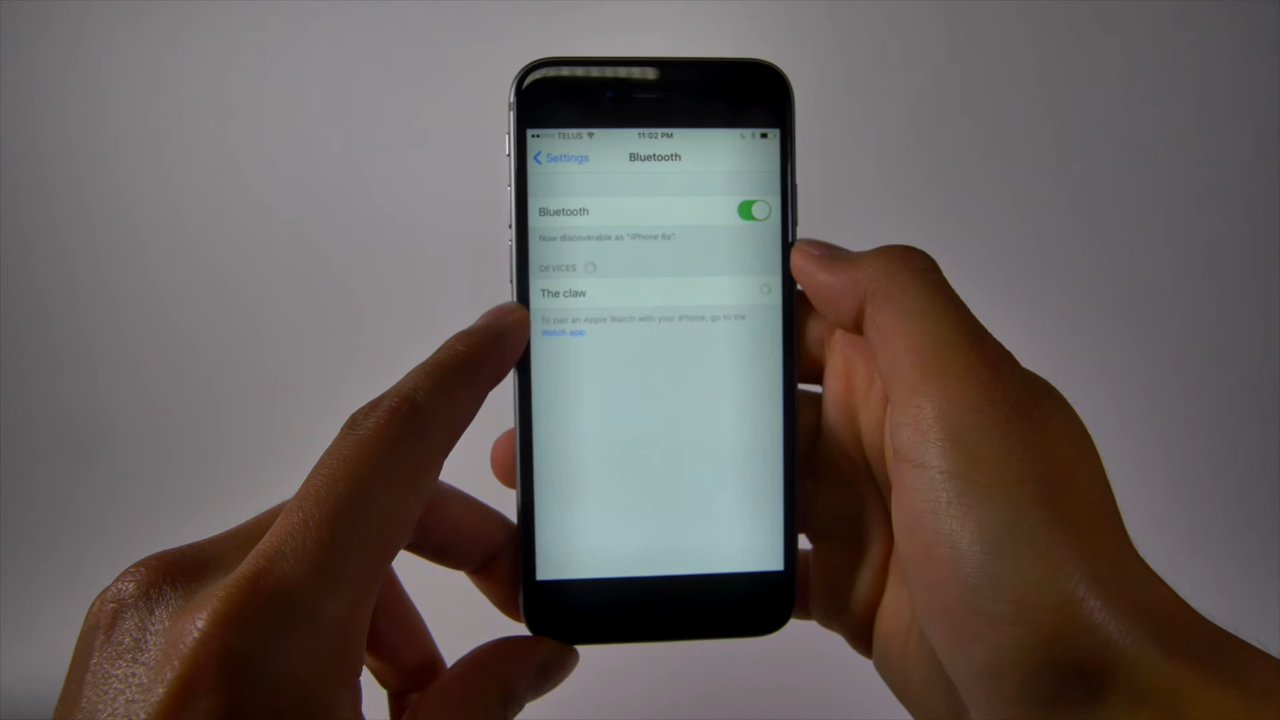 TELUS 11:02 PM
Settings Bluetooth
Bluetooth
Now discoverable as "iPhone 6s".
DEVICES
The claw
To pair an Apple Watch with your iPhone, go to the
Watch app.